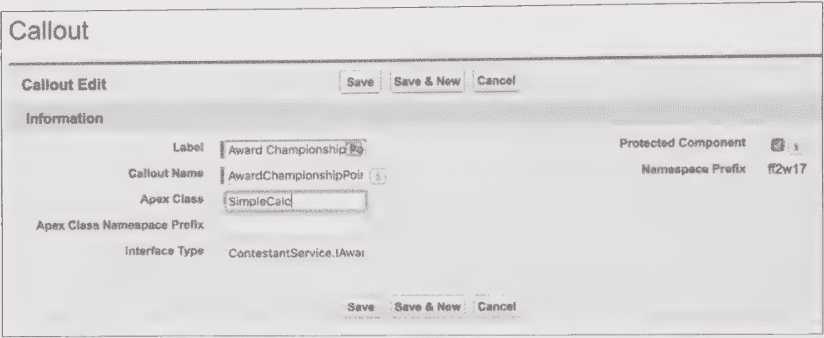 Callout
Callout Edit Save Save & New Cancel
Information
Label Award Championship Po Protected Component
Callout Name AwardChampionshipPoir Namespace Prefix ff2w17
Apex Class SimpleCalc
Apex Class Namespace Prefix
Interface Type ContestantService.IAwar
Save Save & New Cancel